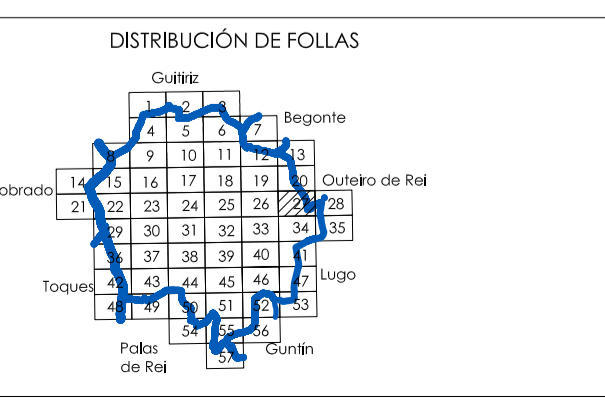 DISTRIBUCIÓN DE FOLLAS
Guitiriz
1 2 3
Begonte
4 5 6 7
8 9 10 11 12 13
obrado
14 15 16 17 18 19 20
Outeiro de Rei
21 22 23 24 25 26 27 28
29 30 31 32 33 34 35
36 37 38 39 40 41
Lugo
Toques
42 43 44 45 46 47
48 49 50 51 52 53
54 55 56
Palas
de Rei
Guntín
57